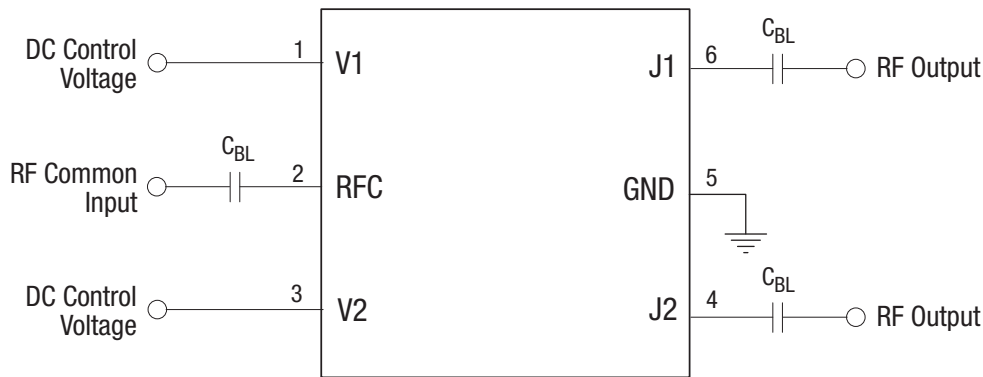 DC Control
Voltage
1
V1
J1
6
C_BL
RF Output
RF Common
Input
C_BL
2
RFC
GND
5
DC Control
Voltage
3
V2
J2
4
C_BL
RF Output